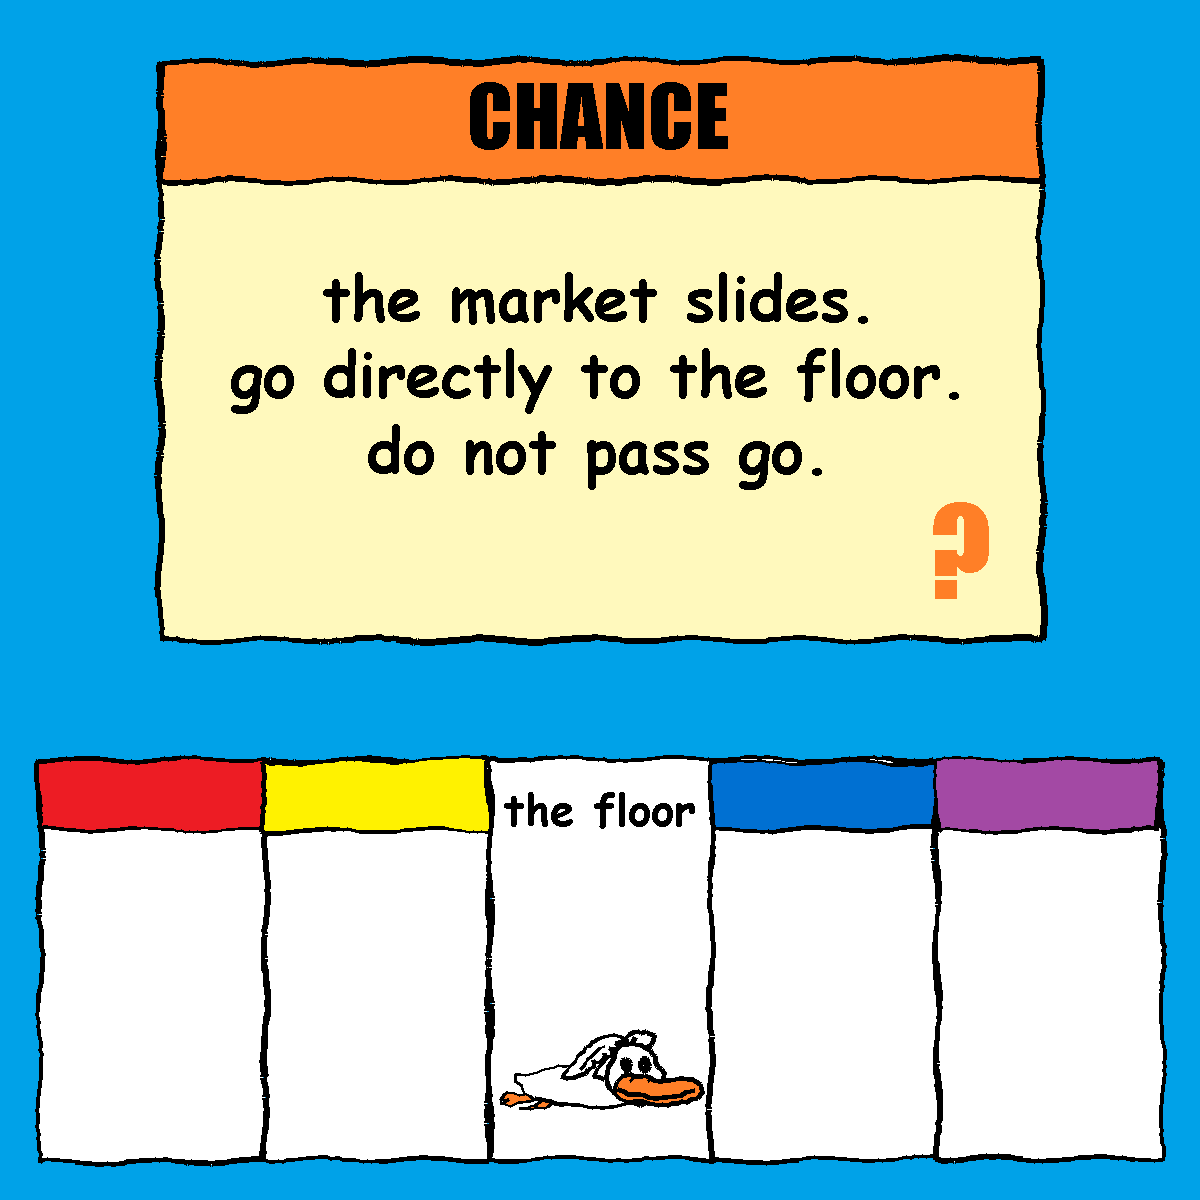 CHANCE
the market slides.
go directly to the floor.
do not pass go.
?
the floor